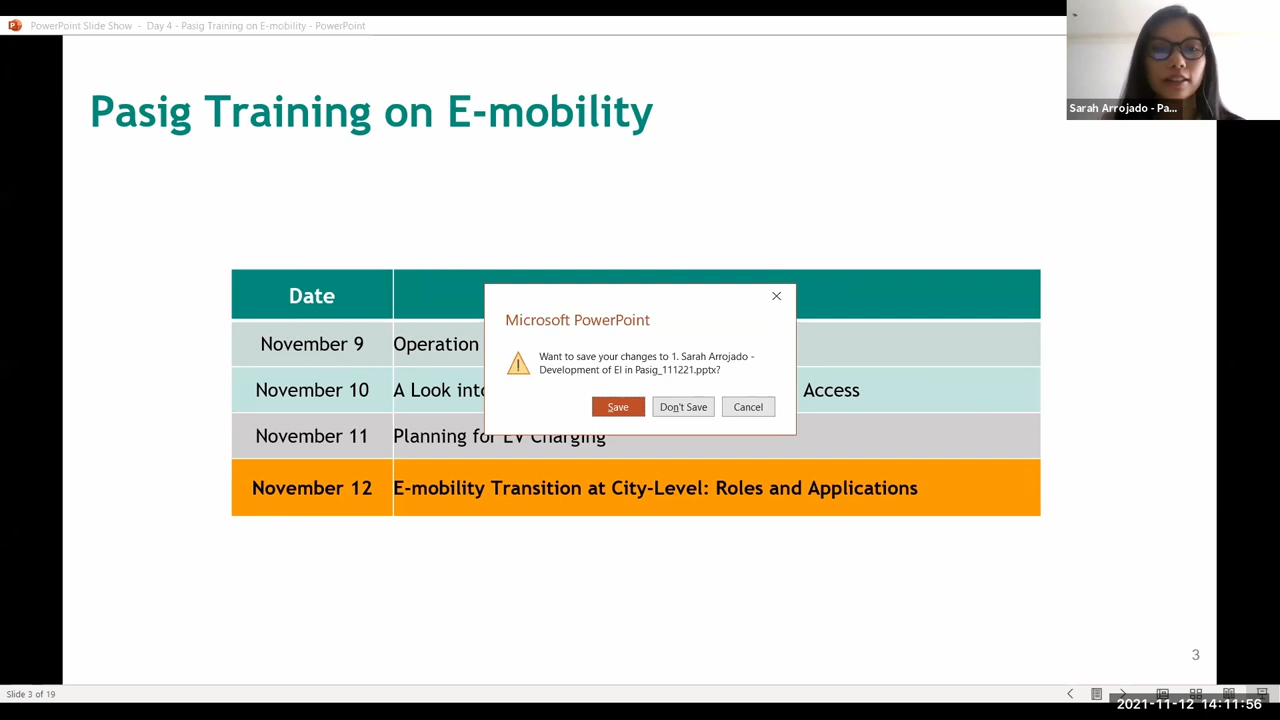 PowerPoint Slide Show - Day 4 - Pasig Training on E-mobility - PowerPoint
Sarah Arrojado - Pa...
Pasig Training on E-mobility
Date
November 9
Operation
November 10
A Look into
Access
November 11
Planning for EV Charging
November 12
E-mobility Transition at City-Level: Roles and Applications
Microsoft PowerPoint
Want to save your changes to 1. Sarah Arrojado -
Development of EI in Pasig_111221.pptx?
Save
Don't Save
Cancel
3
Slide 3 of 19
2021-11-12 14:11:56